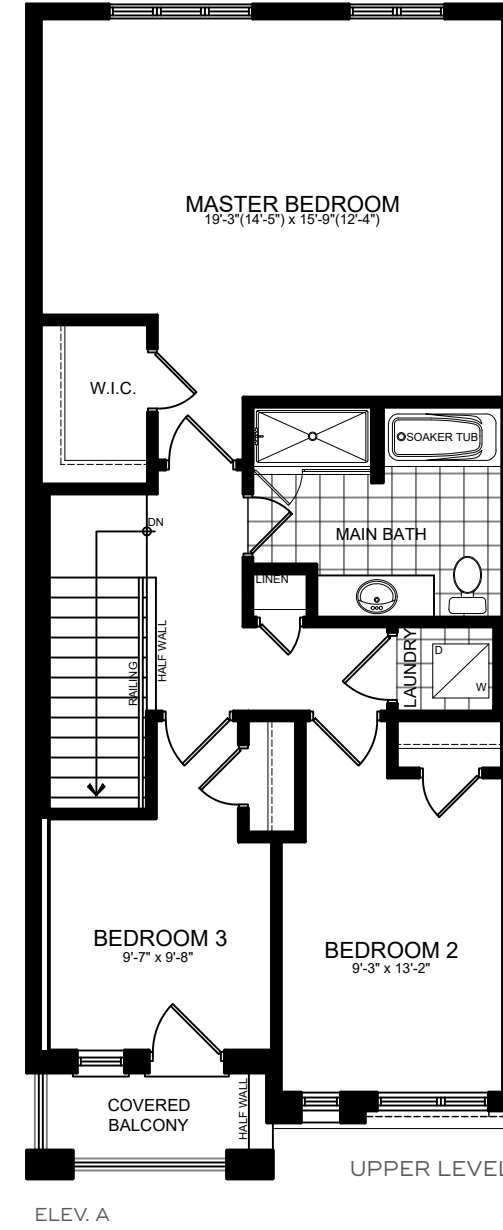 MASTER BEDROOM
19'-3"(14'-5") x 15'-9"(12'-4")
W.I.C.
SOAKER TUB
DN
MAIN BATH
LINEN
RAILING
HALF WALL
LAUNDRY
D
W
BEDROOM 3
9'-7" x 9'-8"
BEDROOM 2
9'-3" x 13'-2"
COVERED
BALCONY
HALF WALL
UPPER LEVEL
ELEV. A